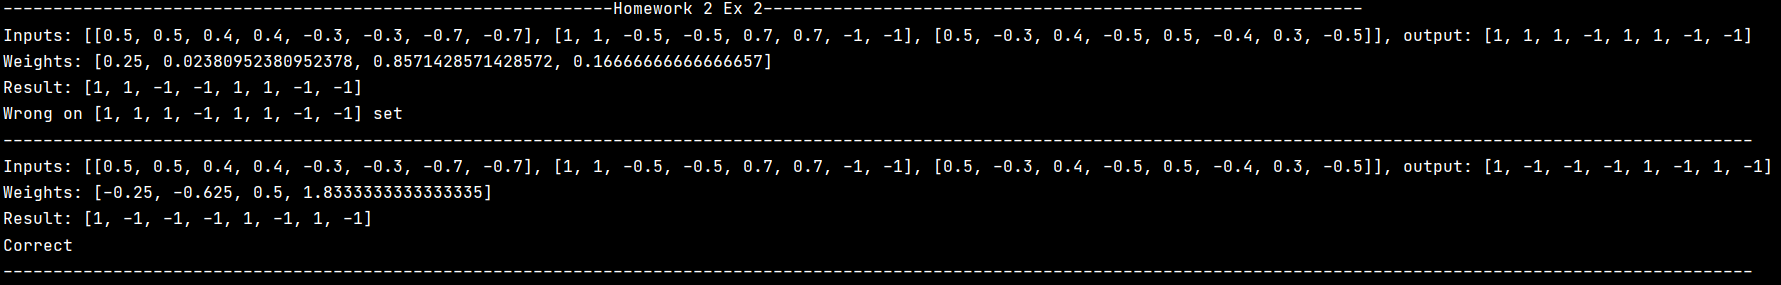 -------------------------------------------------------------Homework 2 Ex 2------------------------------------------------------------
Inputs: [[0.5, 0.5, 0.4, 0.4, -0.3, -0.3, -0.7, -0.7], [1, 1, -0.5, -0.5, 0.7, 0.7, -1, -1], [0.5, -0.3, 0.4, -0.5, 0.5, -0.4, 0.3, -0.5]], output: [1, 1, 1, -1, 1, 1, -1, -1]
Weights: [0.25, 0.02380952380952378, 0.8571428571428572, 0.16666666666666657]
Result: [1, 1, -1, -1, 1, 1, -1, -1]
Wrong on [1, 1, 1, -1, 1, 1, -1, -1] set
-------------------------------------------------------------------------------------------------------------------------------------------------------------------------------
Inputs: [[0.5, 0.5, 0.4, 0.4, -0.3, -0.3, -0.7, -0.7], [1, 1, -0.5, -0.5, 0.7, 0.7, -1, -1], [0.5, -0.3, 0.4, -0.5, 0.5, -0.4, 0.3, -0.5]], output: [1, -1, -1, -1, 1, -1, 1, -1]
Weights: [-0.25, -0.625, 0.5, 1.8333333333333335]
Result: [1, -1, -1, -1, 1, -1, 1, -1]
Correct
-------------------------------------------------------------------------------------------------------------------------------------------------------------------------------